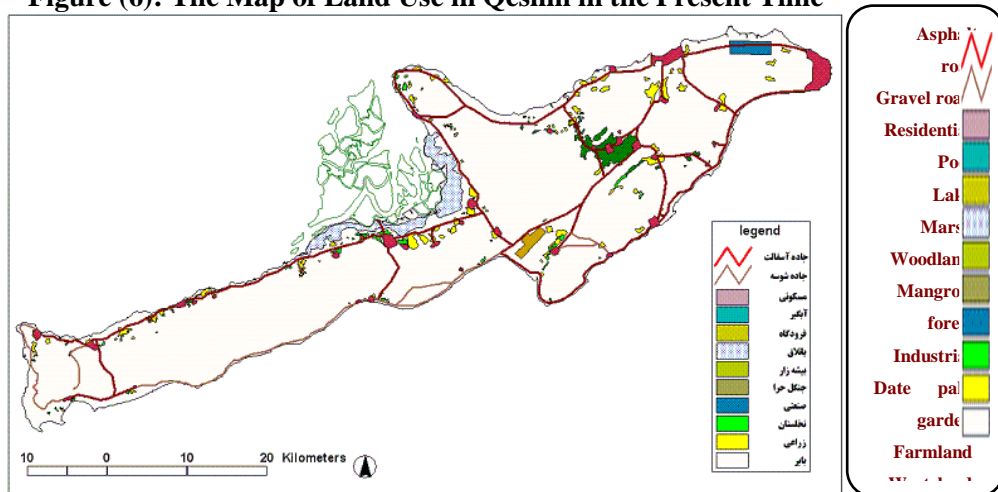 Figure (6): The Map of Land Use in Qeshm in the Present Time
legend
جاده آسفالت
جاده شوسه
مسکونی
آبگیر
فرودگاه
باتلاق
بیشه زار
جنگل حرا
صنعتی
نخلستان
زراعی
بایر
10 0 10 20 Kilometers
Asph
ro
Gravel roa
Residenti
Po
Lak
Mars
Woodlan
Mangro
fore
Industri
Date pal
garde
Farmland